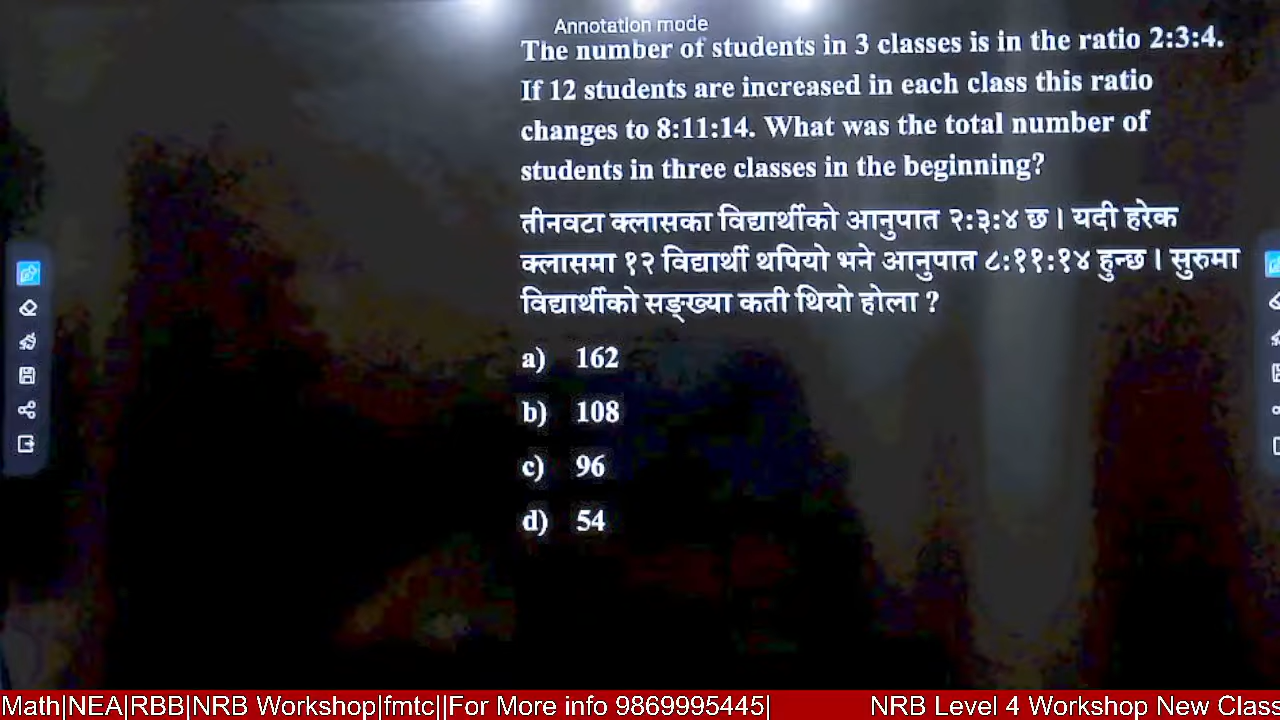 Annotation mode
The number of students in 3 classes is in the ratio 2:3:4.
If 12 students are increased in each class this ratio
changes to 8:11:14. What was the total number of
students in three classes in the beginning?
तीनवटा क्लासका विद्यार्थीको आनुपात २:३:४ छ । यदी हरेक
क्लासमा १२ विद्यार्थी थपियो भने आनुपात ८:११:१४ हुन्छ । सुरुमा
विद्यार्थीको सङ्ख्या कती थियो होला ?
a) 162
b) 108
c) 96
d) 54
Math|NEA|RBB|NRB Workshop|fmtc||For More info 9869995445| NRB Level 4 Workshop New Class